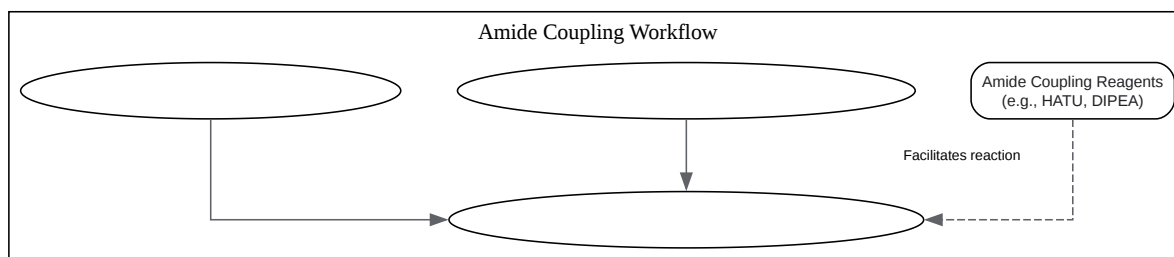 Amide Coupling Workflow
Amide Coupling Reagents
(e.g., HATU, DIPEA)
Facilitates reaction